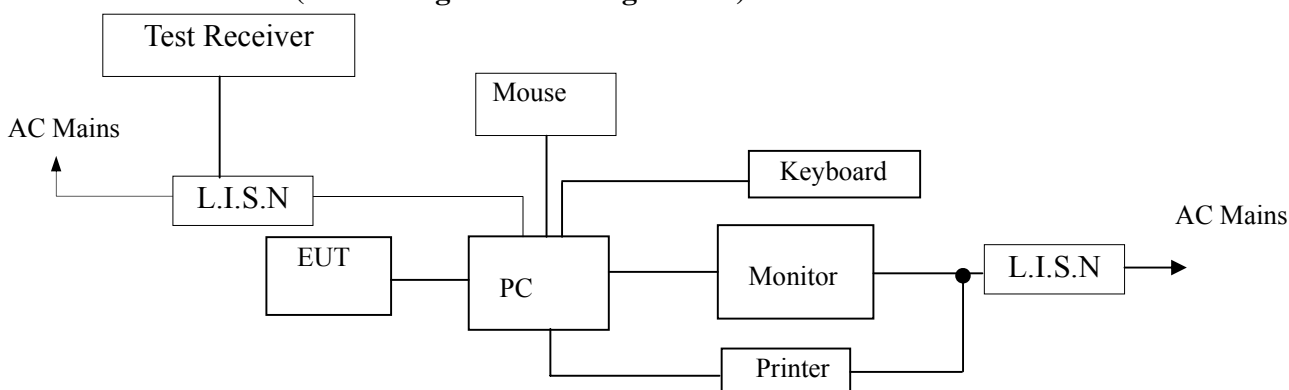 Test Receiver
Mouse
AC Mains
Keyboard
L.I.S.N
AC Mains
EUT
L.I.S.N
Monitor
PC
Printer